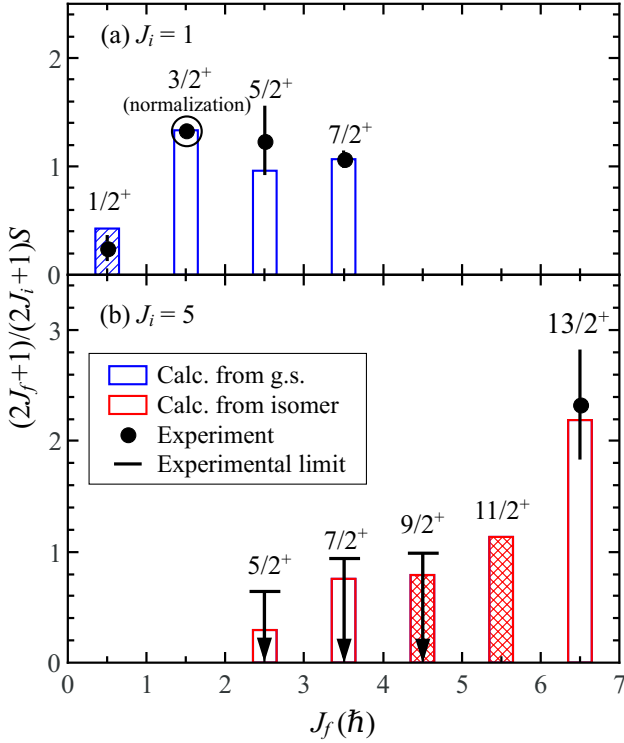 (a) J_i = 1
3/2⁺
(normalization)
5/2⁺
7/2⁺
1/2⁺
2
1
0
(b) J_i = 5
13/2⁺
Calc. from g.s.
Calc. from isomer
Experiment
Experimental limit
11/2⁺
9/2⁺
7/2⁺
5/2⁺
3
2
1
0
0 1 2 3 4 5 6 7
(2J_f+1)/(2J_i+1)S
J_f (ℏ)